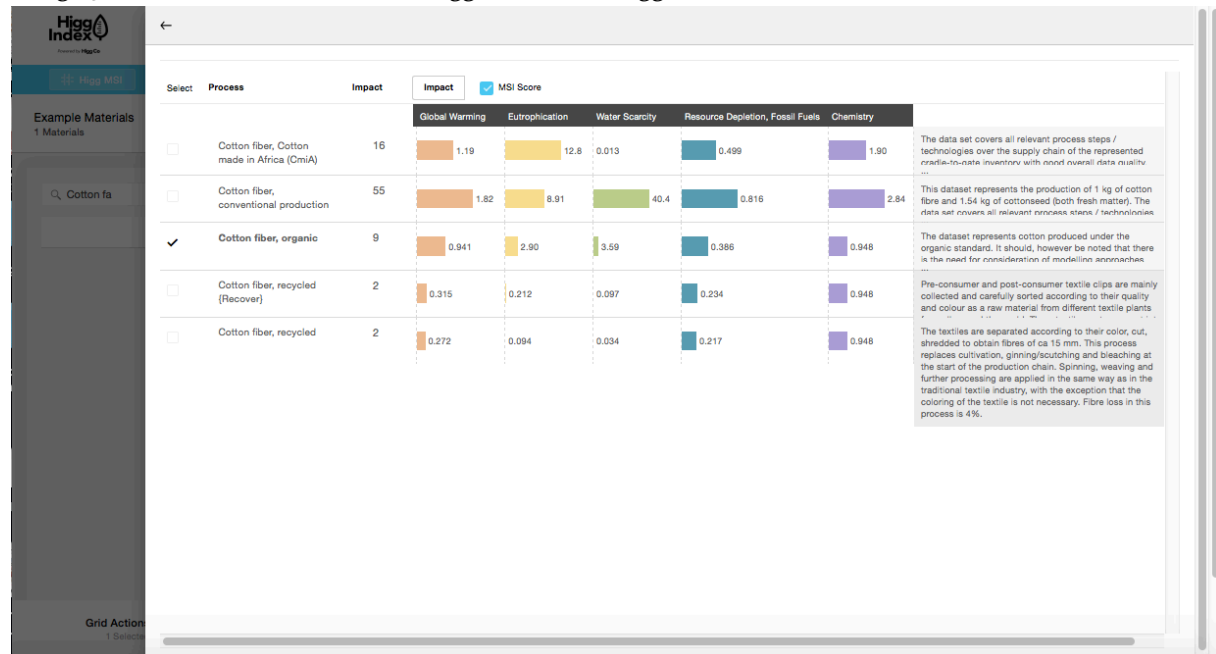 Higg
Index
Powered by Higg Co
Higg MSI
Example Materials
1 Materials
Cotton fa
Grid Action
1 Selecte
←
Select Process Impact Impact MSI Score
Global Warming Eutrophication Water Scarcity Resource Depletion, Fossil Fuels Chemistry
Cotton fiber, Cotton
made in Africa (CmiA)
16 1.19 12.8 0.013 0.499 1.90
The data set covers all relevant process steps /
technologies over the supply chain of the represented
cradle-to-gate inventory with good overall data quality.
...
Cotton fiber,
conventional production
55 1.82 8.91 40.4 0.816 2.84
This dataset represents the production of 1 kg of cotton
fibre and 1.54 kg of cottonseed (both fresh matter). The
data set covers all relevant process steps / technologies
Cotton fiber, organic 9 0.941 2.90 3.59 0.386 0.948
The dataset represents cotton produced under the
organic standard. It should, however be noted that there
is the need for consideration of modelling approaches
...
Cotton fiber, recycled
{Recover}
2 0.315 0.212 0.097 0.234 0.948
Pre-consumer and post-consumer textile clips are mainly
collected and carefully sorted according to their quality
and colour as a raw material from different textile plants
Cotton fiber, recycled 2 0.272 0.094 0.034 0.217 0.948
The textiles are separated according to their color, cut,
shredded to obtain fibres of ca 15 mm. This process
replaces cultivation, ginning/scutching and bleaching at
the start of the production chain. Spinning, weaving and
further processing are applied in the same way as in the
traditional textile industry, with the exception that the
coloring of the textile is not necessary. Fibre loss in this
process is 4%.